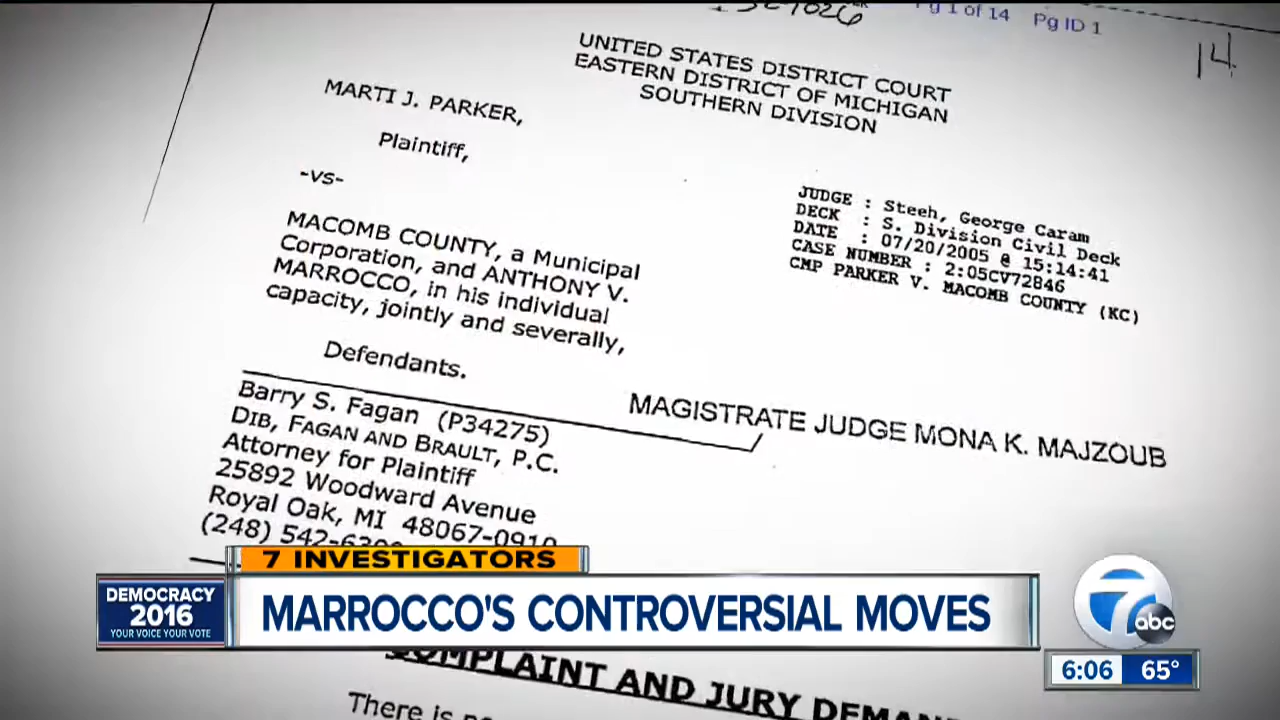 Pg 1 of 14 Pg ID 1
14
UNITED STATES DISTRICT COURT
EASTERN DISTRICT OF MICHIGAN
SOUTHERN DIVISION
MARTI J. PARKER,
Plaintiff,
-vs-
MACOMB COUNTY, a Municipal
Corporation, and ANTHONY V.
MARROCCO, in his individual
capacity, jointly and severally,
Defendants.
JUDGE : Steeh, George Caram
DECK : S. Division Civil Deck
DATE : 07/20/2005 @ 15:14:41
CASE NUMBER : 2:05CV72846
CMP PARKER V. MACOMB COUNTY (KC)
MAGISTRATE JUDGE MONA K. MAJZOUB
Barry S. Fagan (P34275)
DIB, FAGAN AND BRAULT, P.C.
Attorney for Plaintiff
25892 Woodward Avenue
Royal Oak, MI 48067-0910
(248)
7 INVESTIGATORS
DEMOCRACY
2016
YOUR VOICE YOUR VOTE
MARROCCO'S CONTROVERSIAL MOVES
7 abc
6:06 65°
COMPLAINT AND JURY
There is